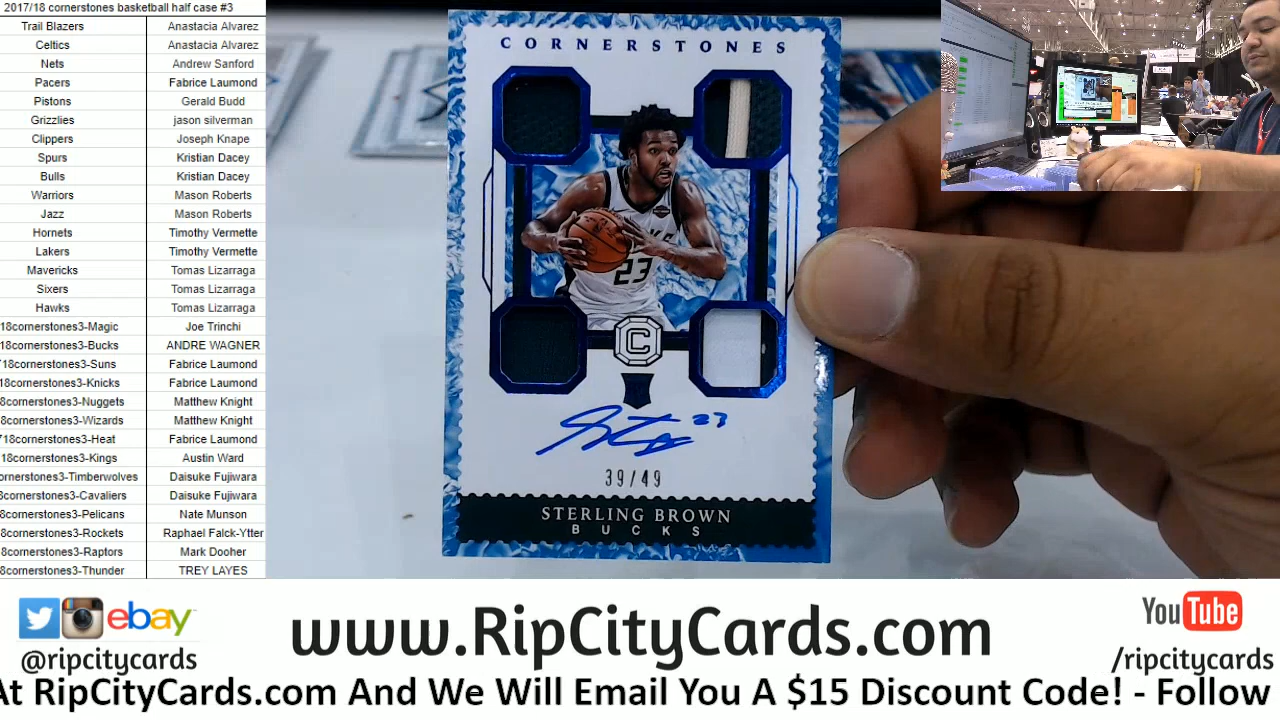 2017/18 cornerstones basketball half case #3
Trail Blazers Anastacia Alvarez
Celtics Anastacia Alvarez
Nets Andrew Sanford
Pacers Fabrice Laumond
Pistons Gerald Budd
Grizzlies jason silverman
Clippers Joseph Knape
Spurs Kristian Dacey
Bulls Kristian Dacey
Warriors Mason Roberts
Jazz Mason Roberts
Hornets Timothy Vermette
Lakers Timothy Vermette
Mavericks Tomas Lizarraga
Sixers Tomas Lizarraga
Hawks Tomas Lizarraga
18cornerstones3-Magic Joe Trinchi
18cornerstones3-Bucks ANDRE WAGNER
18cornerstones3-Suns Fabrice Laumond
18cornerstones3-Knicks Fabrice Laumond
18cornerstones3-Nuggets Matthew Knight
8cornerstones3-Wizards Matthew Knight
18cornerstones3-Heat Fabrice Laumond
18cornerstones3-Kings Austin Ward
ornerstones3-Timberwolves Daisuke Fujiwara
8cornerstones3-Cavaliers Daisuke Fujiwara
8cornerstones3-Pelicans Nate Munson
8cornerstones3-Rockets Raphael Falck-Ytter
8cornerstones3-Raptors Mark Dooher
8cornerstones3-Thunder TREY LAYES
CORNERSTONES
23
C
23
39/49
STERLING BROWN
BUCKS
ebay
@ripcitycards
www.RipCityCards.com
YouTube
/ripcitycards
At RipCityCards.com And We Will Email You A $15 Discount Code! - Follow